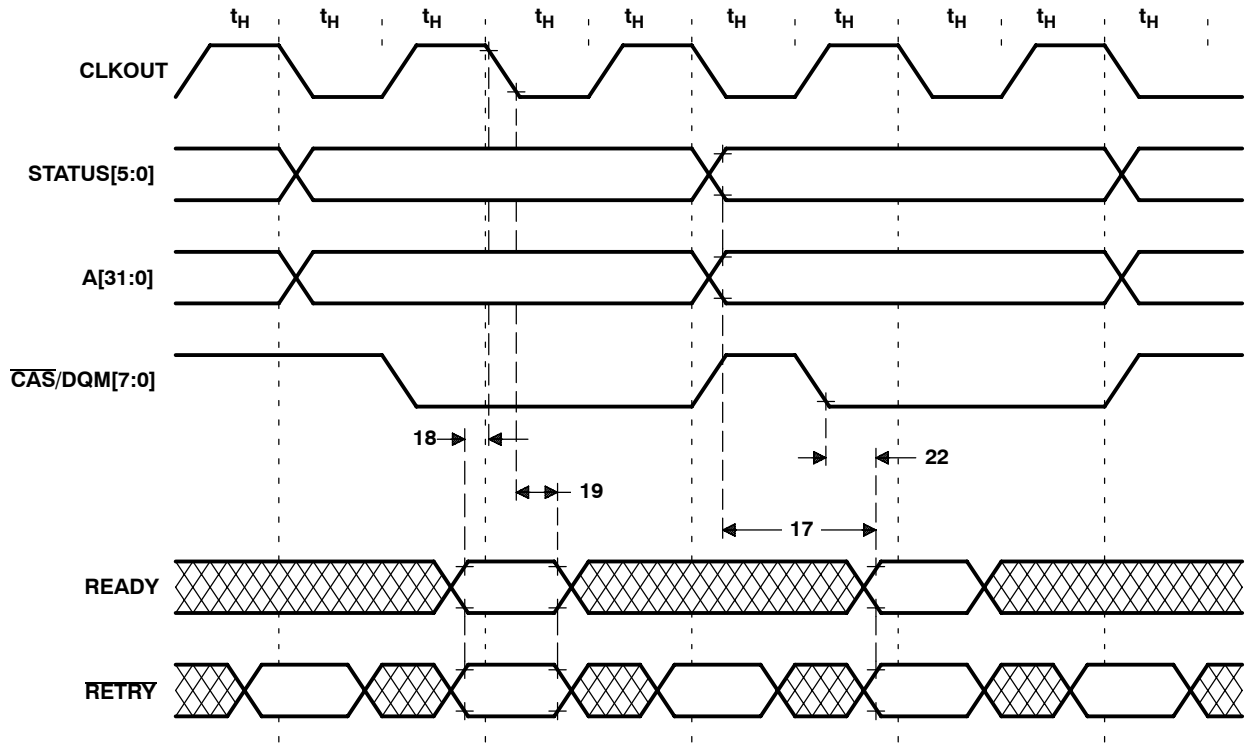 tH tH tH tH tH tH tH tH tH tH
CLKOUT
STATUS[5:0]
A[31:0]
CAS/DQM[7:0]
18
22
19
17
READY
RETRY